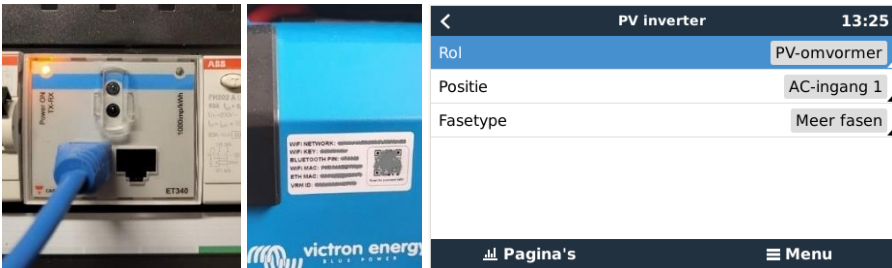 Power ON
TX-RX
1000imp/kWh
ET340
ABB
FH202 A
WIFI NETWORK:
WIFI KEY:
BLUETOOTH PIN:
WIFI MAC:
ETH MAC:
VRM ID:
victron energy
BLUE POWER
PV inverter
13:25
Rol
PV-omvormer
Positie
AC-ingang 1
Fasetype
Meer fasen
Pagina's
Menu